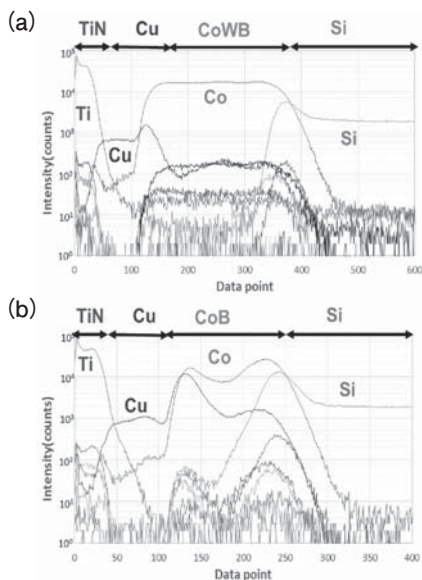 (a)
TiN Cu CoWB Si
10⁵
10⁴
10³
10²
10¹
10⁰
Intensity(counts)
Ti
Cu
Co
Si
0 100 200 300 400 500 600
Data point
(b)
TiN Cu CoB Si
10⁵
10⁴
10³
10²
10¹
10⁰
Intensity(counts)
Ti
Cu
Co
Si
0 50 100 150 200 250 300 350 400
Data point